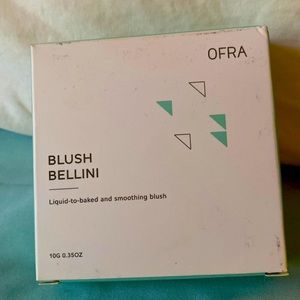 OFRA
BLUSH
BELLINI
Liquid-to-baked and smoothing blush
10G 0.35OZ